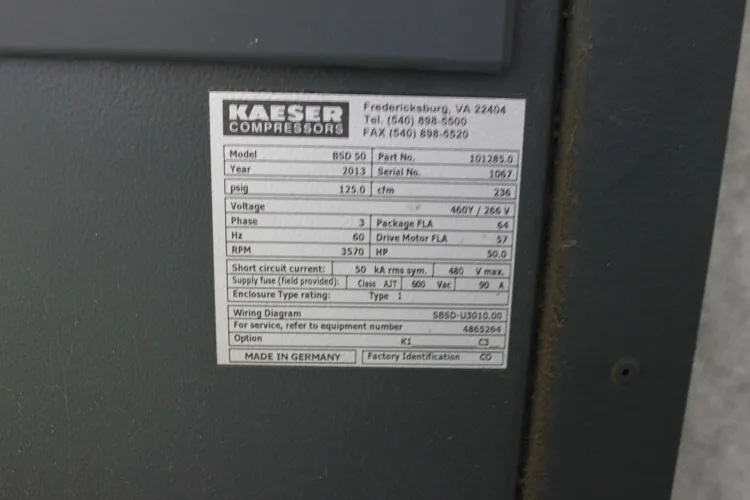 KAESER
COMPRESSORS
Fredericksburg, VA 22404
Tel. (540) 898-5500
FAX (540) 898-5520
Model BSD 50 Part No. 101285.0
Year 2013 Serial No. 1067
psig 125.0 cfm 236
Voltage 460Y / 266 V
Phase 3 Package FLA 64
Hz 60 Drive Motor FLA 57
RPM 3570 HP 50.0
Short circuit current: 50 kA rms sym. 480 V max.
Supply fuse (field provided): Class AJT 600 Vac 90 A
Enclosure Type rating: Type 1
Wiring Diagram SBSD-U3010.00
For service, refer to equipment number 4865264
Option K1 C3
MADE IN GERMANY Factory Identification CO